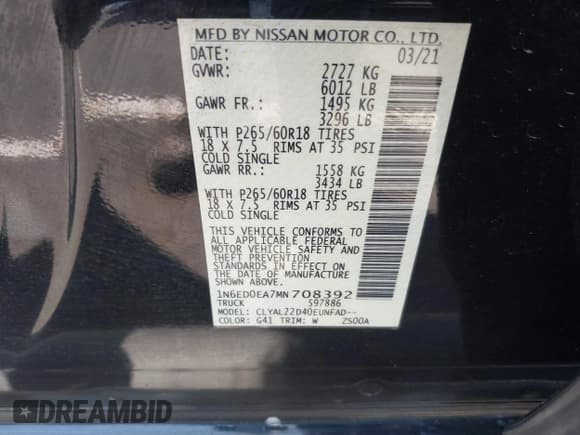 MFD BY NISSAN MOTOR CO., LTD.
DATE: 03/21
GVWR: 2727 KG
6012 LB
GAWR FR.: 1495 KG
3296 LB
WITH P265/60R18 TIRES
18 X 7.5 RIMS AT 35 PSI
COLD SINGLE
GAWR RR.: 1558 KG
3434 LB
WITH P265/60R18 TIRES
18 X 7.5 RIMS AT 35 PSI
COLD SINGLE
THIS VEHICLE CONFORMS TO
ALL APPLICABLE FEDERAL
MOTOR VEHICLE SAFETY AND
THEFT PREVENTION
STANDARDS IN EFFECT ON
THE DATE OF MANUFACTURE
SHOWN ABOVE.
1N6ED0EA7MN708392
TRUCK 597886
MODEL: CLYAL22D40EUNFAD--
COLOR: G41 TRIM: W 2S00A
DREAMBID